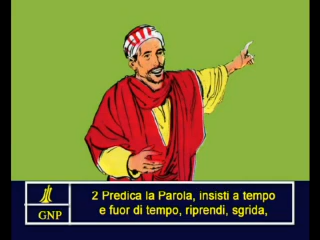 2 Predica la Parola, insisti a tempo
e fuor di tempo, riprendi, sgrida,
GNP